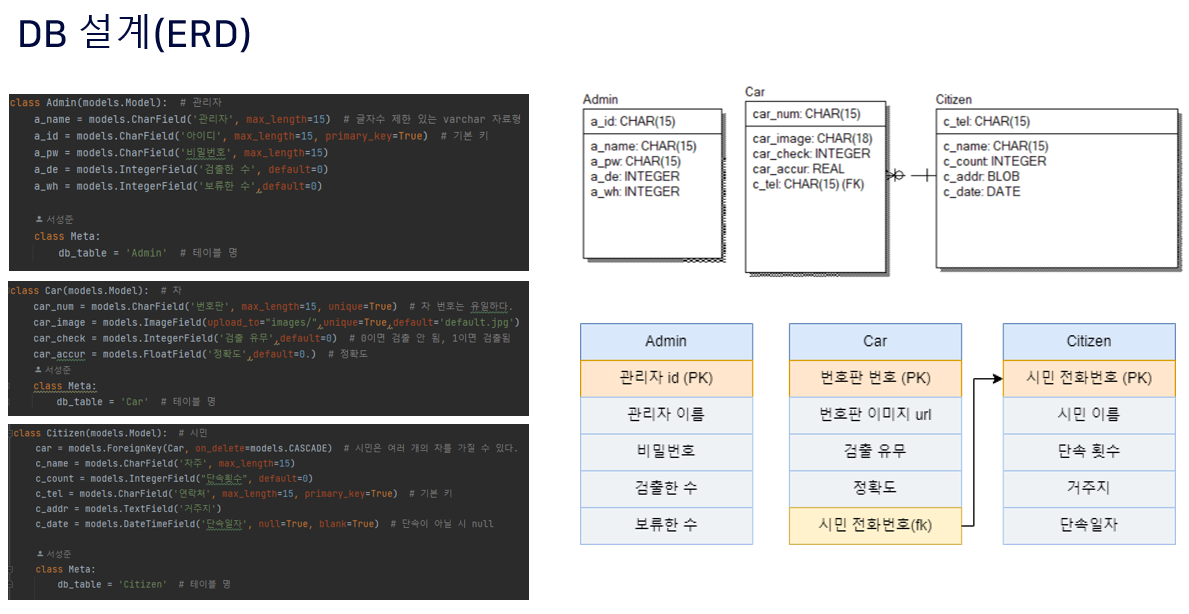 DB 설계(ERD)
class Admin(models.Model):  # 관리자
    a_name = models.CharField('관리자', max_length=15)  # 글자수 제한 있는 varchar 자료형
    a_id = models.CharField('아이디', max_length=15, primary_key=True)  # 기본 키
    a_pw = models.CharField('비밀번호', max_length=15)
    a_de = models.IntegerField('검출한 수', default=0)
    a_wh = models.IntegerField('보류한 수',default=0)
서성준
    class Meta:
        db_table = 'Admin'  # 테이블 명
class Car(models.Model):  # 차
    car_num = models.CharField('번호판', max_length=15, unique=True)  # 차 번호는 유일하다.
    car_image = models.ImageField(upload_to="images/",unique=True,default='default.jpg')
    car_check = models.IntegerField('검출 유무',default=0)  # 0이면 검출 안 됨, 1이면 검출됨
    car_accur = models.FloatField('정확도',default=0.)  # 정확도
서성준
    class Meta:
        db_table = 'Car'  # 테이블 명
class Citizen(models.Model):  # 시민
    car = models.ForeignKey(Car, on_delete=models.CASCADE)  # 시민은 여러 개의 차를 가질 수 있다.
    c_name = models.CharField('차주', max_length=15)
    c_count = models.IntegerField("단속횟수", default=0)
    c_tel = models.CharField('연락처', max_length=15, primary_key=True)  # 기본 키
    c_addr = models.TextField('거주지')
    c_date = models.DateTimeField('단속일자', null=True, blank=True)  # 단속이 아닐 시 null
서성준
    class Meta:
        db_table = 'Citizen'  # 테이블 명
Admin
a_id: CHAR(15)
a_name: CHAR(15)
a_pw: CHAR(15)
a_de: INTEGER
a_wh: INTEGER
Car
car_num: CHAR(15)
car_image: CHAR(18)
car_check: INTEGER
car_accur: REAL
c_tel: CHAR(15) (FK)
Citizen
c_tel: CHAR(15)
c_name: CHAR(15)
c_count: INTEGER
c_addr: BLOB
c_date: DATE
Admin
관리자 id (PK)
관리자 이름
비밀번호
검출한 수
보류한 수
Car
번호판 번호 (PK)
번호판 이미지 url
검출 유무
정확도
시민 전화번호(fk)
Citizen
시민 전화번호 (PK)
시민 이름
단속 횟수
거주지
단속일자